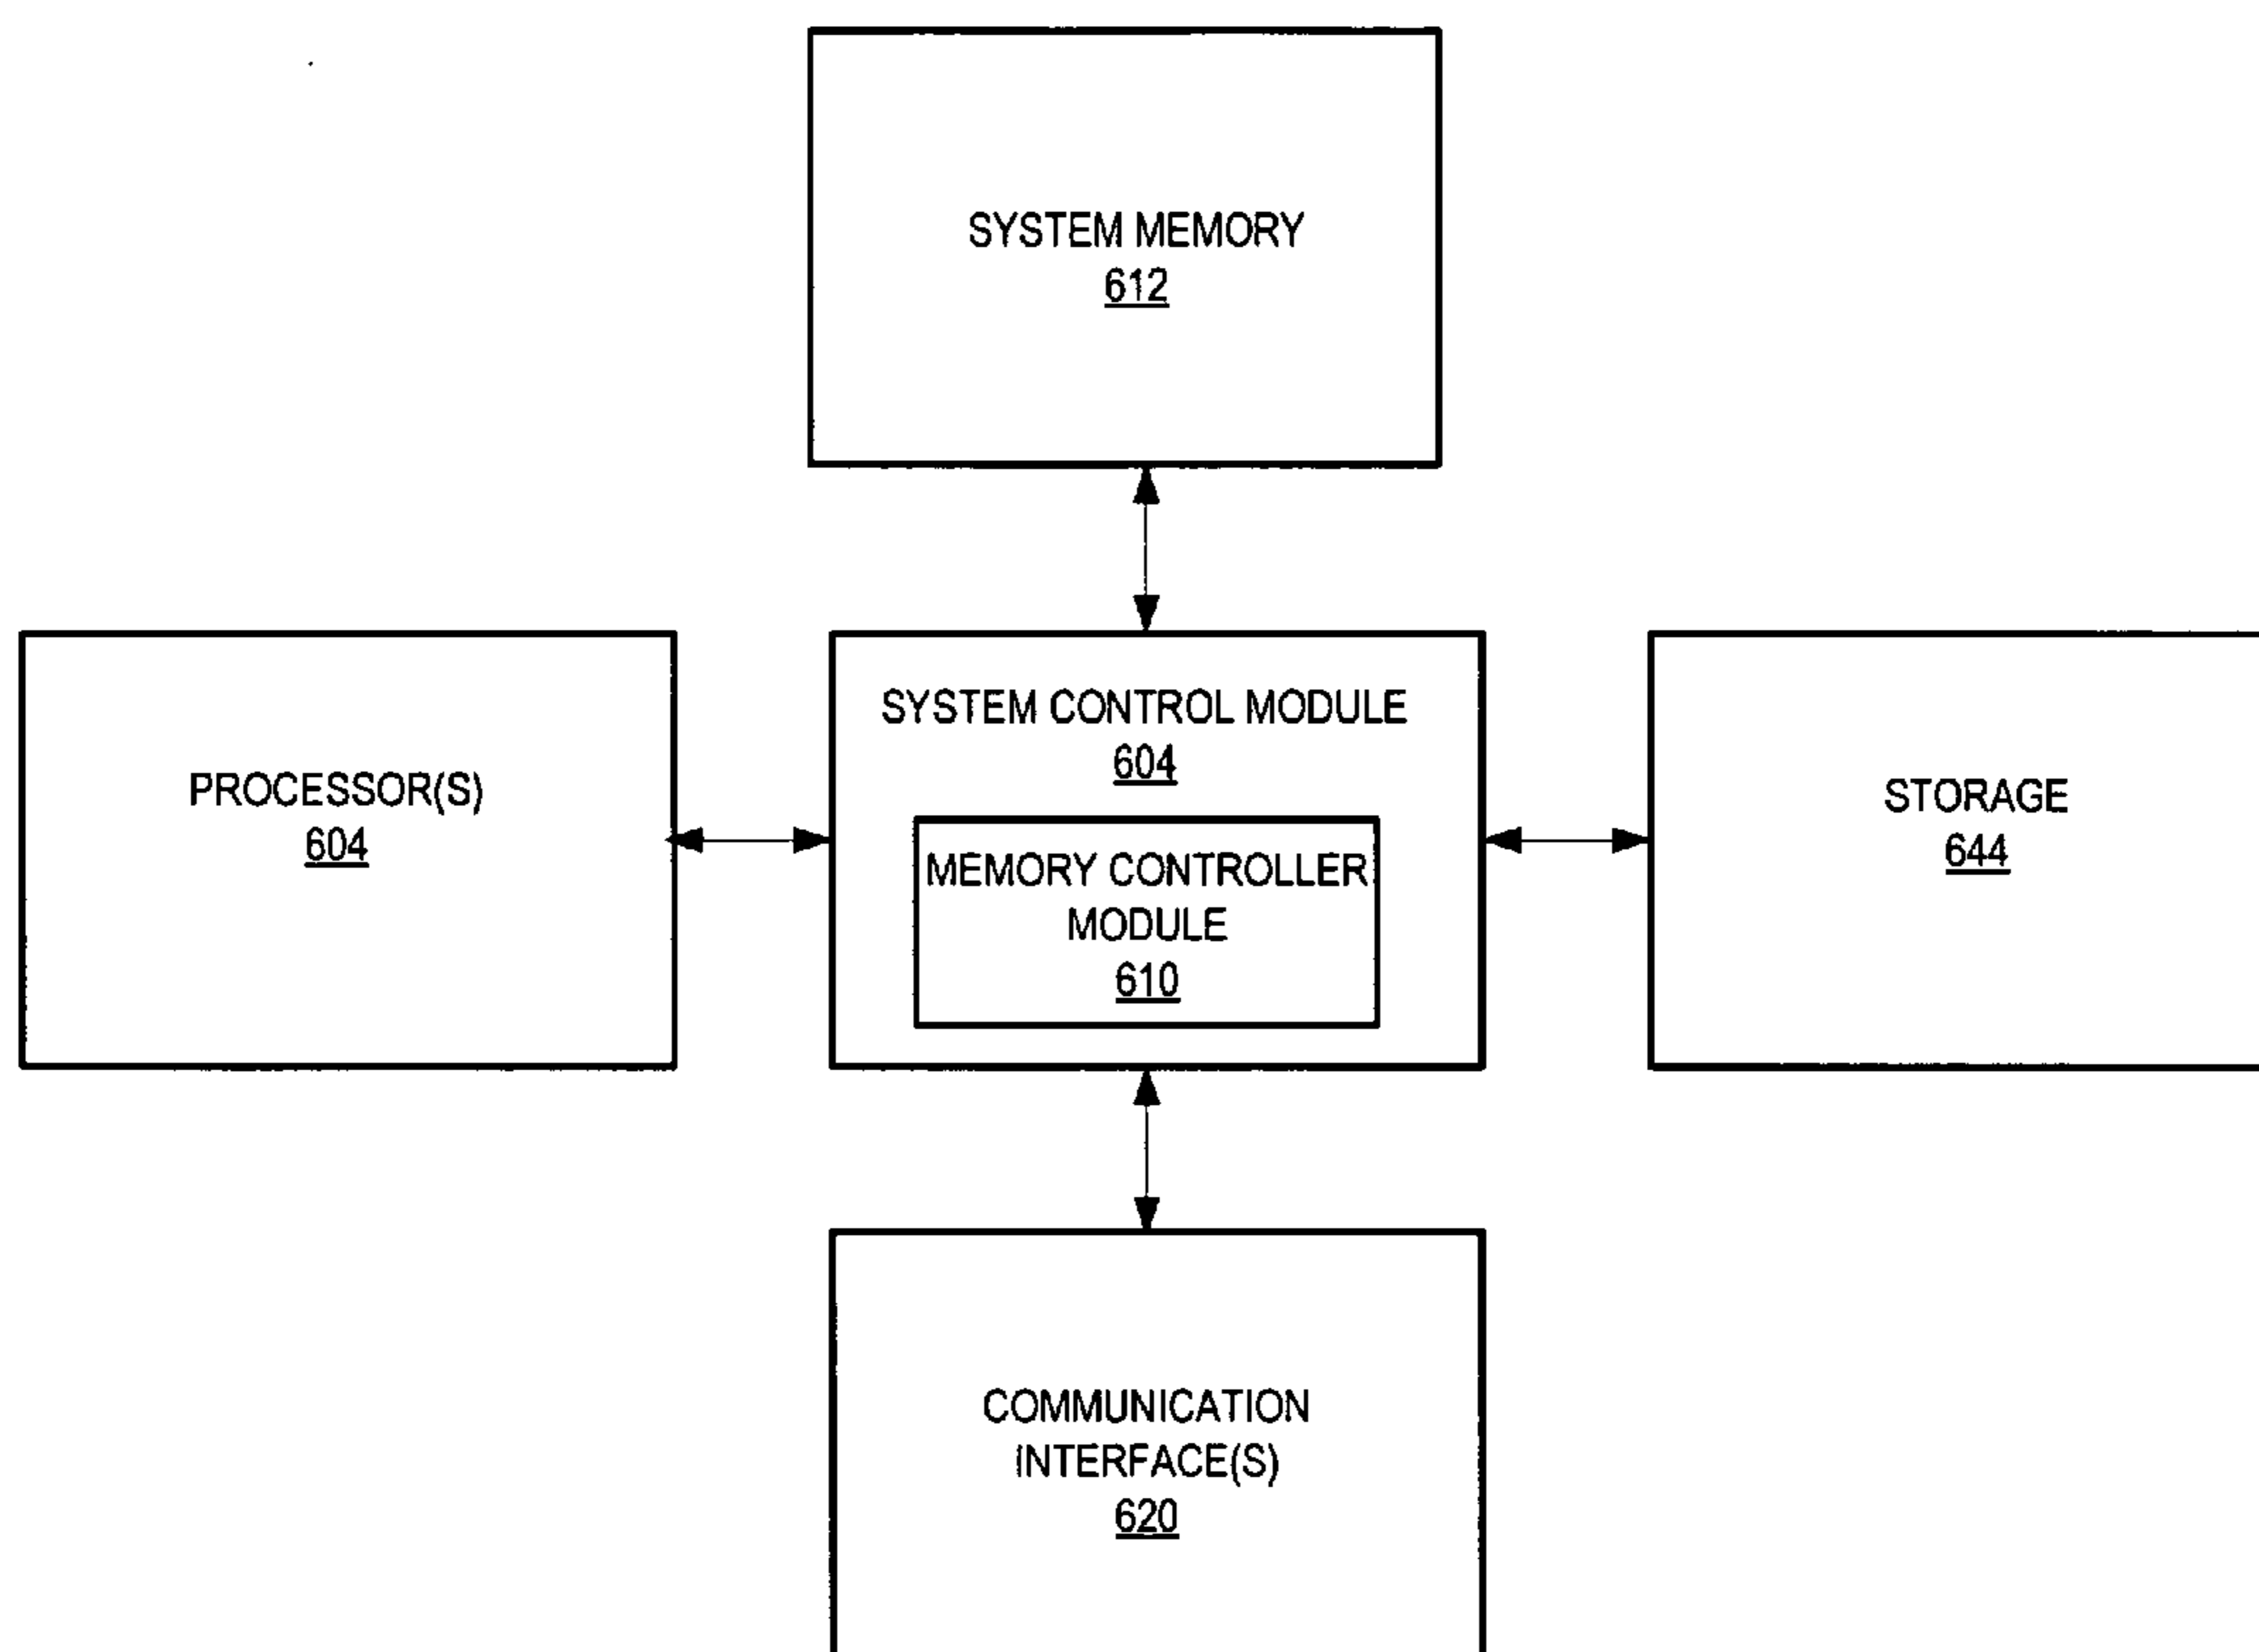 SYSTEM MEMORY
612
SYSTEM CONTROL MODULE
604
PROCESSOR(S)
604
MEMORY CONTROLLER
MODULE
610
STORAGE
644
COMMUNICATION
INTERFACE(S)
620